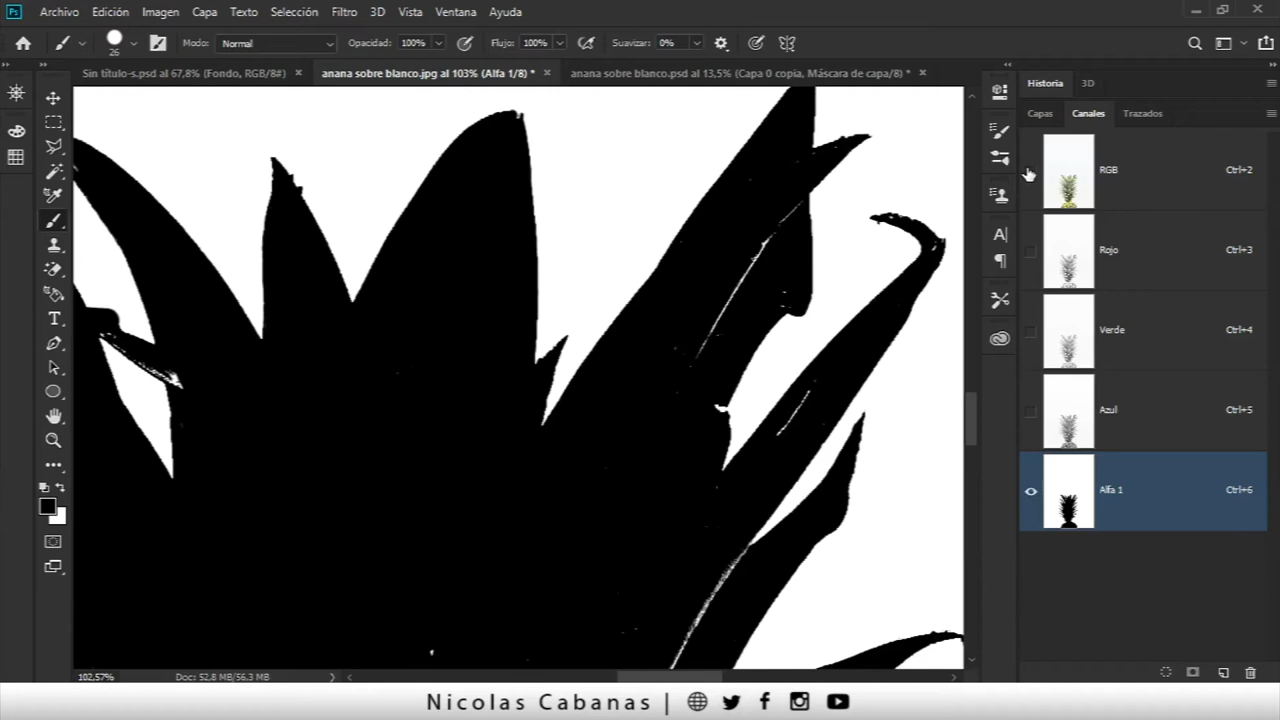 Ps Archivo Edición Imagen Capa Texto Selección Filtro 3D Vista Ventana Ayuda
26 Modo: Normal Opacidad: 100% Flujo: 100% Suavizar: 0%
Sin título-s.psd al 67,8% (Fondo, RGB/8#) × anana sobre blanco.jpg al 103% (Alfa 1/8) * × anana sobre blanco.psd al 13,5% (Capa 0 copia, Máscara de capa/8) * ×
Historia 3D
Capas Canales Trazados
RGB Ctrl+2
Rojo Ctrl+3
Verde Ctrl+4
Azul Ctrl+5
Alfa 1 Ctrl+6
102,57% Doc: 52,8 MB/56,3 MB
Nicolas Cabanas |